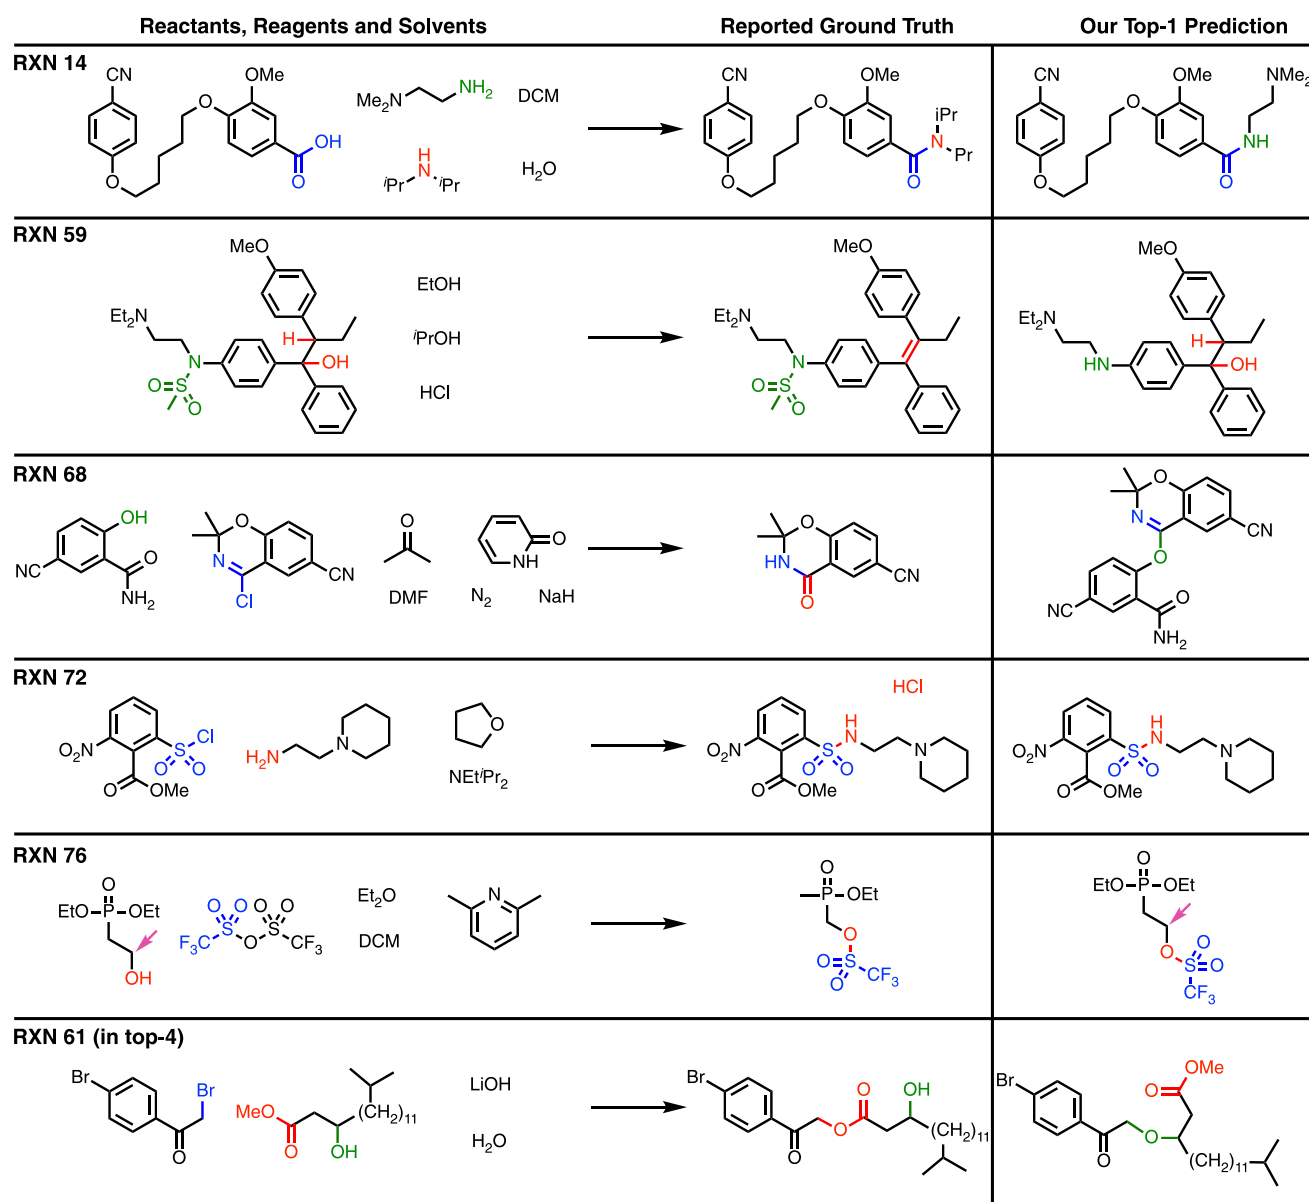 Reactants, Reagents and Solvents
Reported Ground Truth
Our Top-1 Prediction
RXN 14
CN
OMe
O
OH
O
O
Me2N
NH2
DCM
H
N
iPr
iPr
H2O
CN
OMe
O
iPr
N
iPr
O
O
CN
OMe
NMe2
O
NH
O
O
RXN 59
MeO
Et2N
H
OH
N
O
S
O
EtOH
iPrOH
HCl
MeO
Et2N
N
O
S
O
MeO
Et2N
H
HN
OH
RXN 68
OH
NC
O
NH2
O
N
CN
Cl
O
DMF
O
NH
N2
NaH
O
HN
CN
O
O
N
CN
O
NC
O
NH2
RXN 72
O2N
S
Cl
O
O
O
OMe
H2N
N
O
NEtiPr2
HCl
O2N
S
H
N
N
O
O
O
OMe
O2N
S
H
N
N
O
O
O
OMe
RXN 76
O
EtO
P
OEt
OH
O
O
O
O
S
S
F3C
O
CF3
Et2O
DCM
N
O
P
OEt
O
O
S
O
CF3
O
EtO
P
OEt
O
O
S
O
CF3
RXN 61 (in top-4)
Br
Br
O
MeO
O
OH
(CH2)11
LiOH
H2O
Br
O
O
O
OH
(CH2)11
Br
O
O
O
OMe
(CH2)11